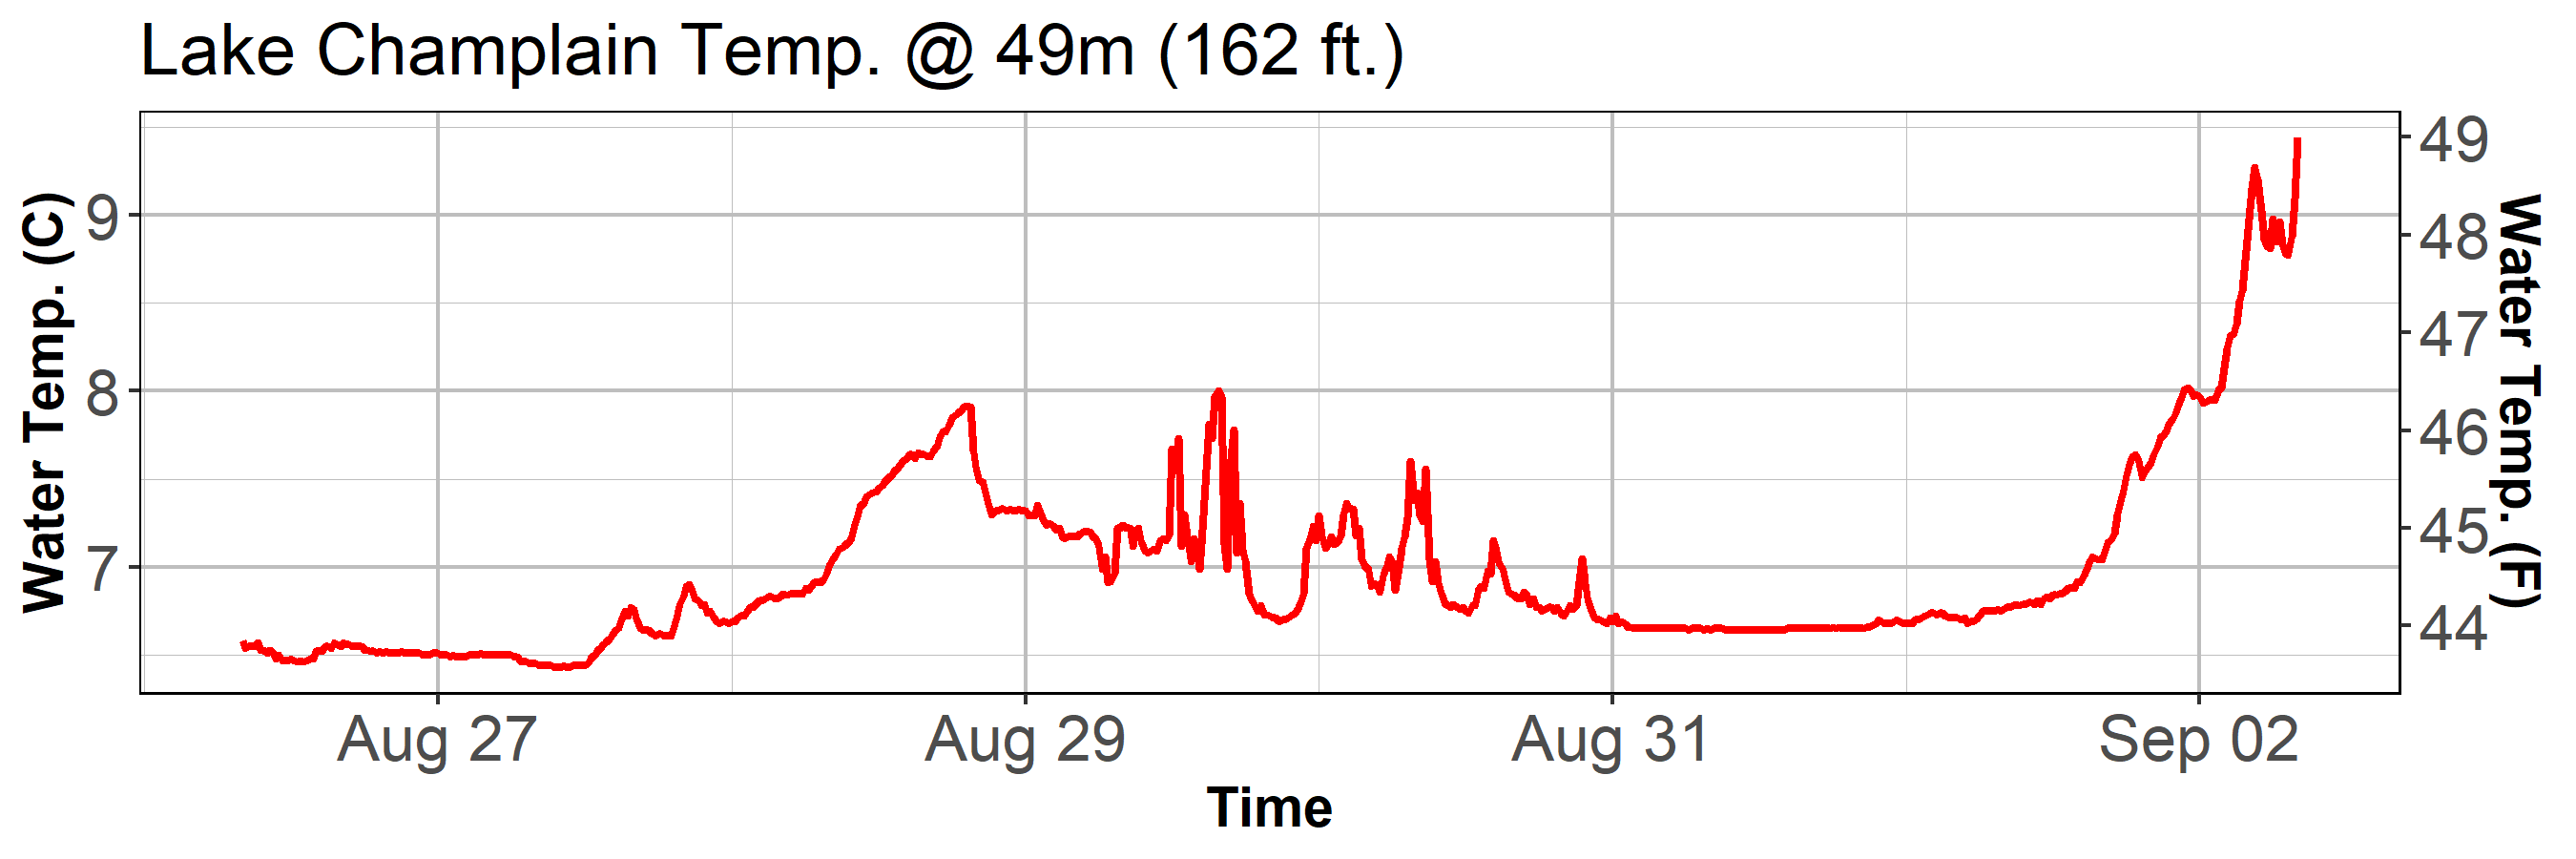 Lake Champlain Temp. @ 49m (162 ft.)
Water Temp. (C)
9
8
7
49
48
47
46
45
44
Water Temp. (F)
Aug 27
Aug 29
Aug 31
Sep 02
Time